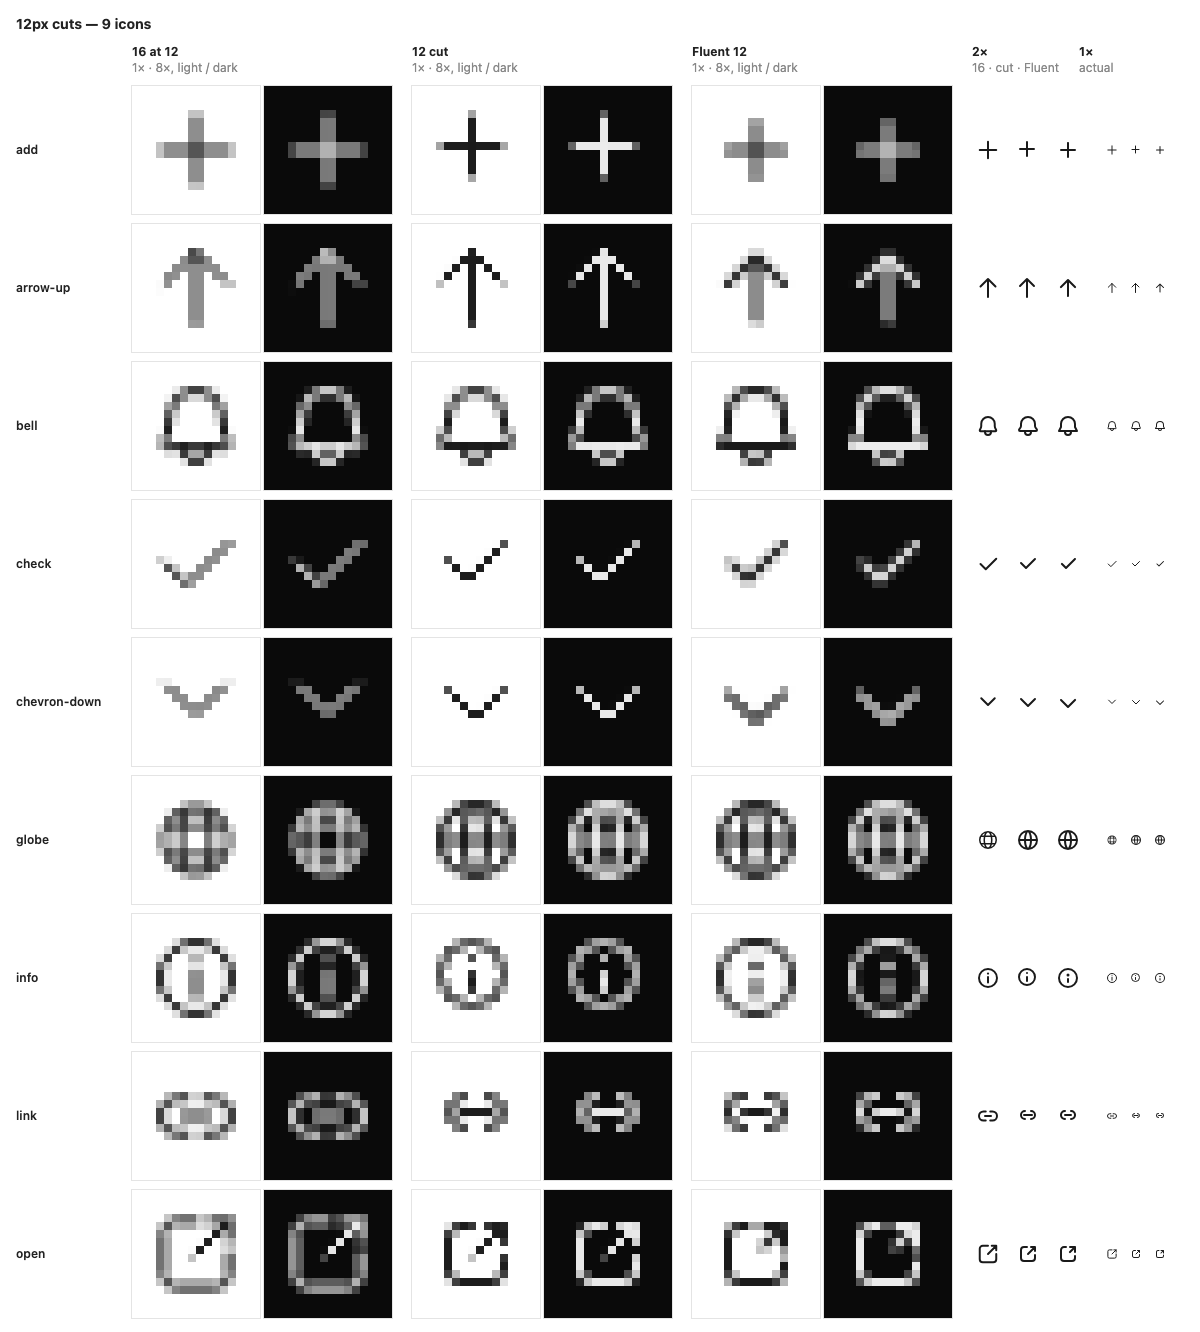 12px cuts — 9 icons
16 at 12 12 cut Fluent 12 2× 1×
1× · 8×, light / dark 1× · 8×, light / dark 1× · 8×, light / dark 16 · cut · Fluent actual
add
arrow-up
bell
check
chevron-down
globe
info
link
open